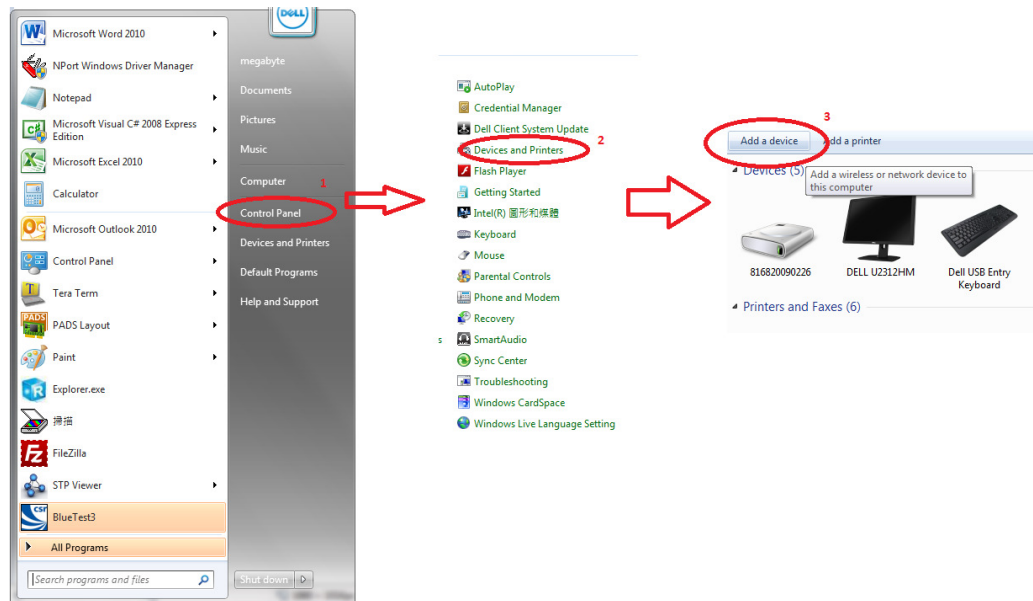 DELL
W
Microsoft Word 2010
NPort Windows Driver Manager
Notepad
Microsoft Visual C# 2008 Express
Edition
Microsoft Excel 2010
Calculator
Microsoft Outlook 2010
Control Panel
Tera Term
PADS
PADS Layout
Paint
Explorer.exe
掃描
FileZilla
STP Viewer
csr
BlueTest3
All Programs
Search programs and files
megabyte
Documents
Pictures
Music
Computer
1
Control Panel
Devices and Printers
Default Programs
Help and Support
Shut down
AutoPlay
Credential Manager
Dell Client System Update
Devices and Printers
2
Flash Player
Getting Started
Intel(R) 圖形和媒體
Keyboard
Mouse
Parental Controls
Phone and Modem
Recovery
s
SmartAudio
Sync Center
Troubleshooting
Windows CardSpace
Windows Live Language Setting
3
Add a device
Add a printer
Devices (5)
Add a wireless or network device to
this computer
816820090226
DELL U2312HM
Dell USB Entry
Keyboard
Printers and Faxes (6)